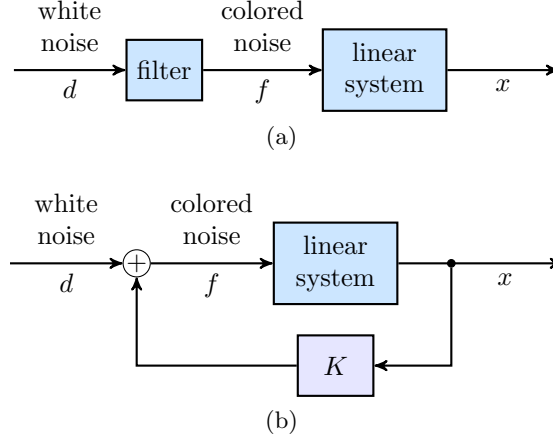 white
noise
colored
noise
filter
linear
system
d
f
x
(a)
white
noise
colored
noise
linear
system
+
d
f
x
K
(b)